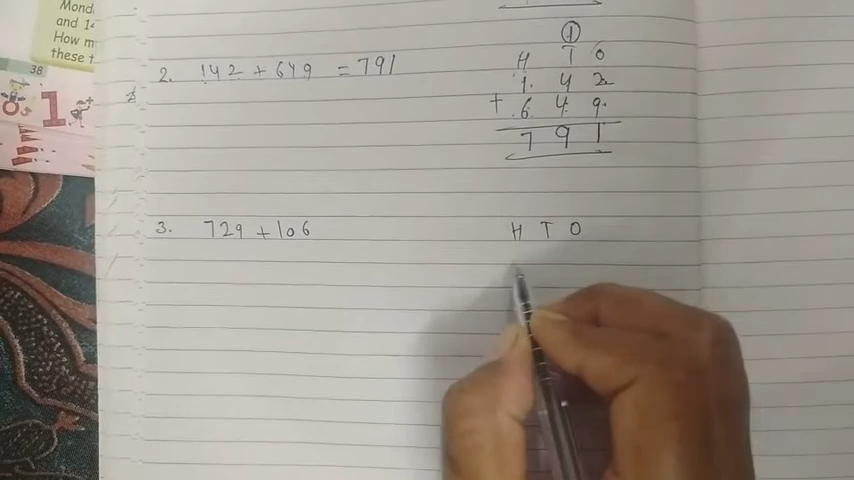 Mond
and 14
How m
these t
38
1
2. 142 + 649 = 791
1
H T O
1 4 2
+ 6 4 9
7 9 1
3. 729 + 106
H T O